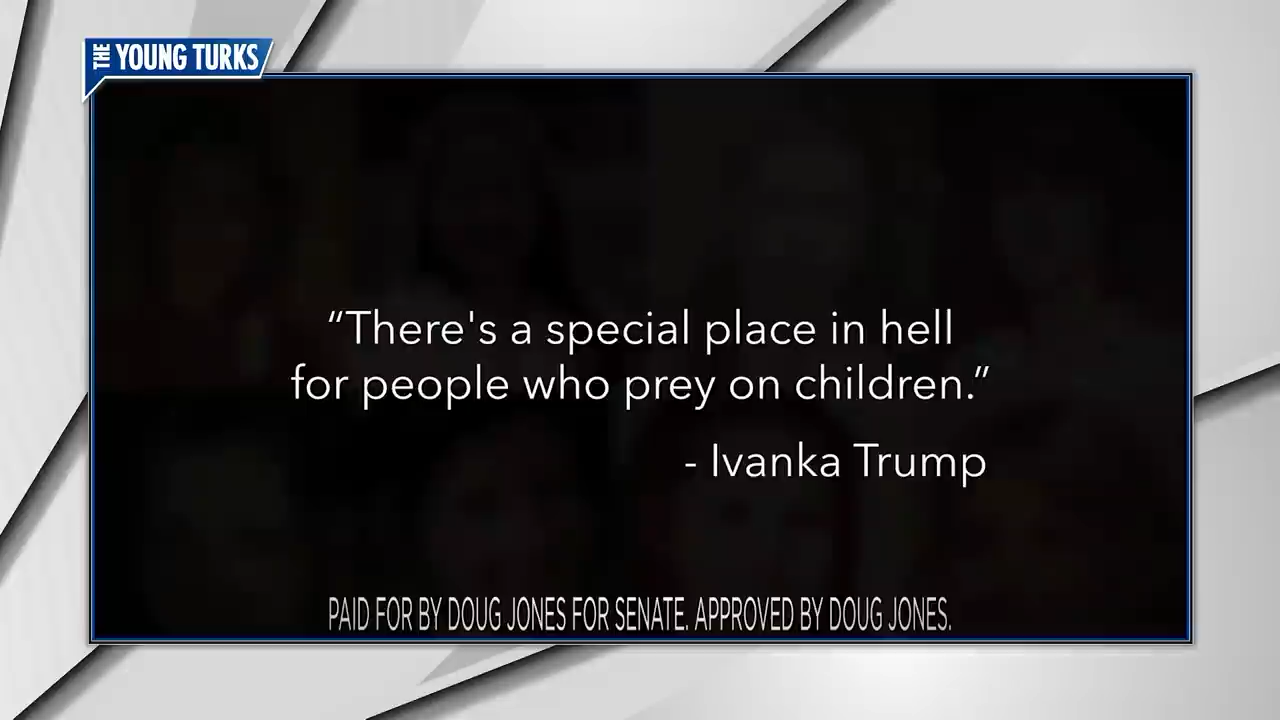 THE YOUNG TURKS
“There's a special place in hell
for people who prey on children.”
- Ivanka Trump
PAID FOR BY DOUG JONES FOR SENATE. APPROVED BY DOUG JONES.